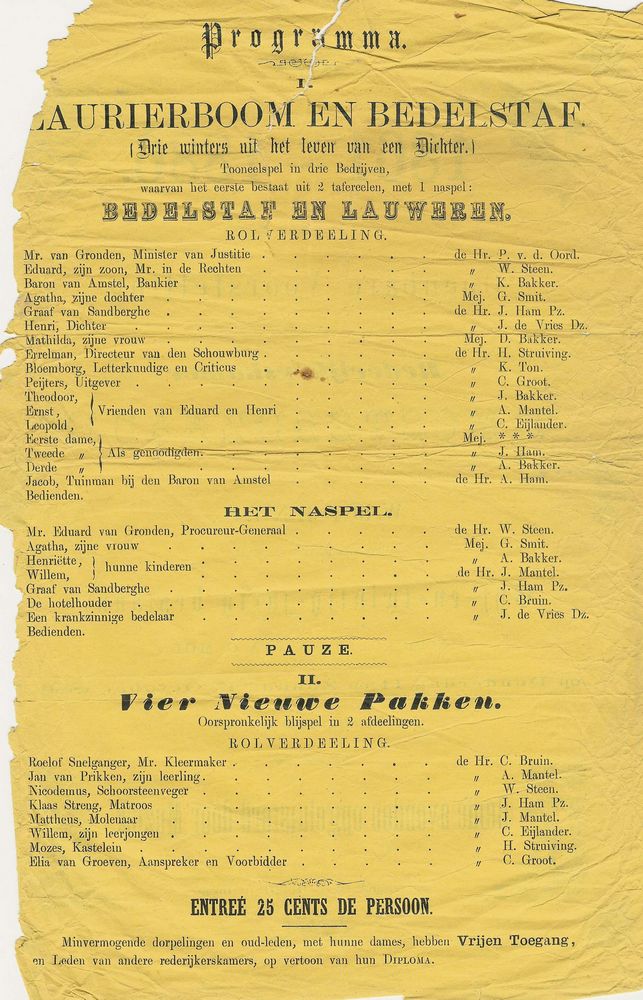 Programma.
I.
LAURIERBOOM EN BEDELSTAF.
(Drie winters uit het leven van een Dichter.)
Tooneelspel in drie Bedrijven,
waarvan het eerste bestaat uit 2 tafereelen, met 1 naspel:
BEDELSTAF EN LAUWEREN.
ROLVERDEELING.
Mr. van Gronden, Minister van Justitie . . . . . . de Hr. P. v. d. Oord.
Eduard, zijn zoon, Mr. in de Rechten . . . . . . „ W. Steen.
Baron van Amstel, Bankier . . . . . . . „ K. Bakker.
Agatha, zijne dochter . . . . . . . . Mej. G. Smit.
Graaf van Sandberghe . . . . . . . . de Hr. J. Ham Pz.
Henri, Dichter . . . . . . . . . „ J. de Vries Dz.
Mathilda, zijne vrouw . . . . . . . . Mej. D. Bakker.
Errelman, Directeur van den Schouwburg . . . . . . de Hr. H. Struiving.
Bloemborg, Letterkundige en Criticus . . . . . . „ K. Ton.
Peijters, Uitgever . . . . . . . . . „ C. Groot.
Theodoor, „ J. Bakker.
Ernst, } Vrienden van Eduard en Henri . . . . . „ A. Mantel.
Leopold, „ C. Eijlander.
Eerste dame, Mej. * * *
Tweede „ } Als genoodigden. . . . . . . „ J. Ham.
Derde „ „ A. Bakker.
Jacob, Tuinman bij den Baron van Amstel . . . . . de Hr. A. Ham.
Bedienden.
HET NASPEL.
Mr. Eduard van Gronden, Procureur-Generaal . . . . . de Hr. W. Steen.
Agatha, zijne vrouw . . . . . . . . Mej. G. Smit.
Henriëtte, } hunne kinderen . . . . . . . „ A. Bakker.
Willem, de Hr. J. Mantel.
Graaf van Sandberghe . . . . . . . . „ J. Ham Pz.
De hotelhouder . . . . . . . . . „ C. Bruin.
Een krankzinnige bedelaar . . . . . . . „ J. de Vries Dz.
Bedienden.
PAUZE.
II.
Vier Nieuwe Pakken.
Oorspronkelijk blijspel in 2 afdeelingen.
ROLVERDEELING.
Roelof Snelganger, Mr. Kleermaker . . . . . . . de Hr. C. Bruin.
Jan van Prikken, zijn leerling. . . . . . . . „ A. Mantel.
Nicodemus, Schoorsteenveger . . . . . . . „ W. Steen.
Klaas Streng, Matroos . . . . . . . . „ J. Ham Pz.
Mattheus, Molenaar . . . . . . . . „ J. Mantel.
Willem, zijn leerjongen . . . . . . . . „ C. Eijlander.
Mozes, Kastelein . . . . . . . . . „ H. Struiving.
Elia van Groeven, Aanspreker en Voorbidder . . . . . „ C. Groot.
ENTREÉ 25 CENTS DE PERSOON.
Minvermogende dorpelingen en oud-leden, met hunne dames, hebben Vrijen Toegang,
en Leden van andere rederijkerskamers, op vertoon van hun DIPLOMA.